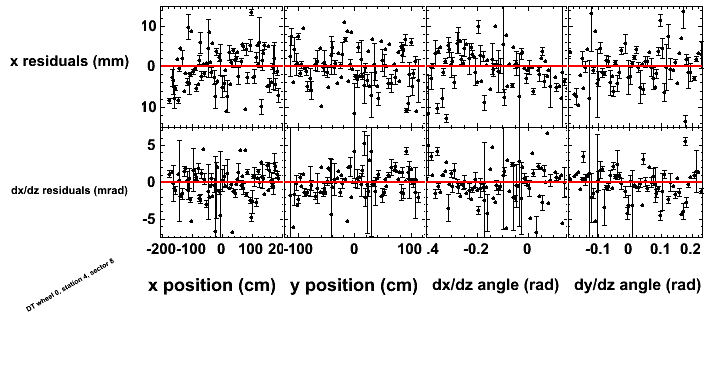 10
x residuals (mm)
0
10
5
dx/dz residuals (mrad)
0
-5
-200 -100 0 100 20 -100 0 100 .4 -0.2 0 -0.1 0 0.1 0.2
x position (cm) y position (cm) dx/dz angle (rad) dy/dz angle (rad)
DT wheel 0, station 4, sector 8